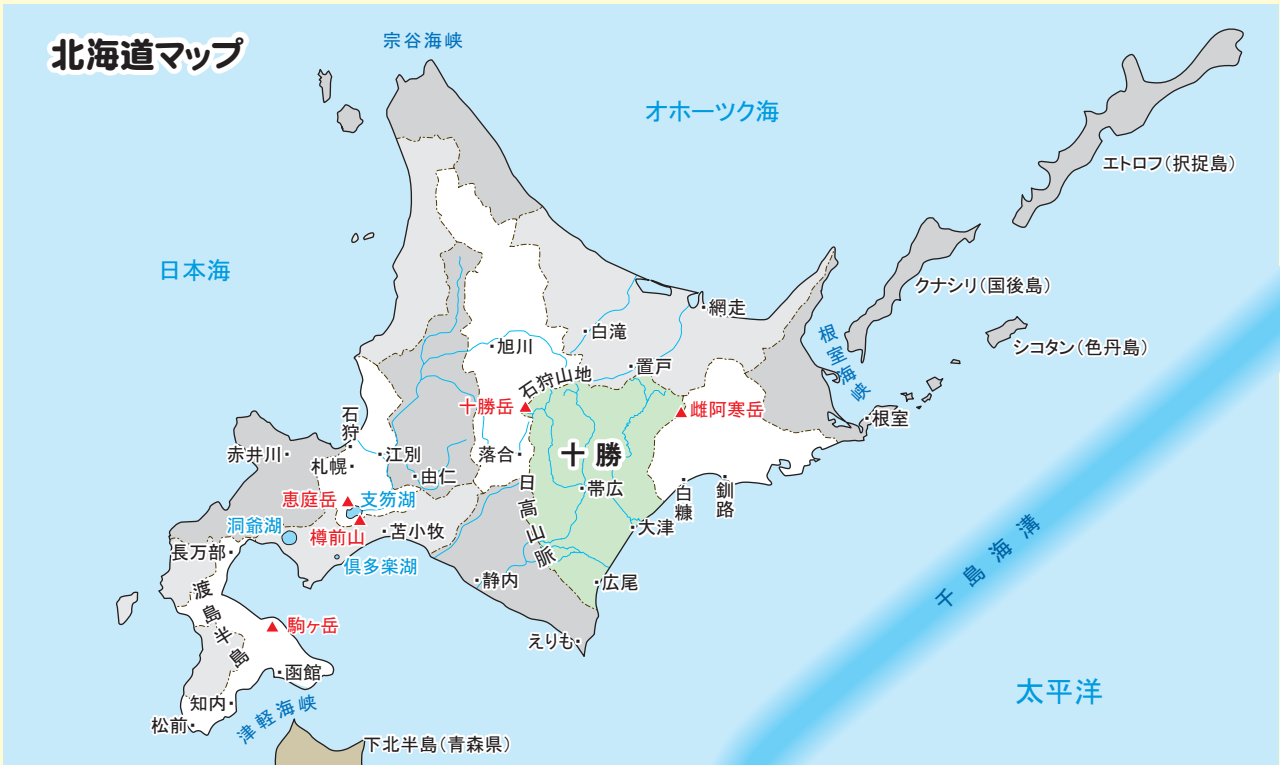 北海道マップ
宗谷海峡
オホーツク海
エトロフ（択捉島）
日本海
クナシリ（国後島）
網走
白滝
根室海峡
シコタン（色丹島）
旭川
置戸
石狩山地
十勝岳
雌阿寒岳
石狩
根室
赤井川
札幌
江別
落合
十勝
由仁
帯広
白糠
釧路
恵庭岳
支笏湖
日高山脈
洞爺湖
樽前山
苫小牧
大津
千島海溝
長万部
倶多楽湖
静内
広尾
渡島半島
駒ヶ岳
えりも
函館
太平洋
知内
松前
津軽海峡
下北半島（青森県）